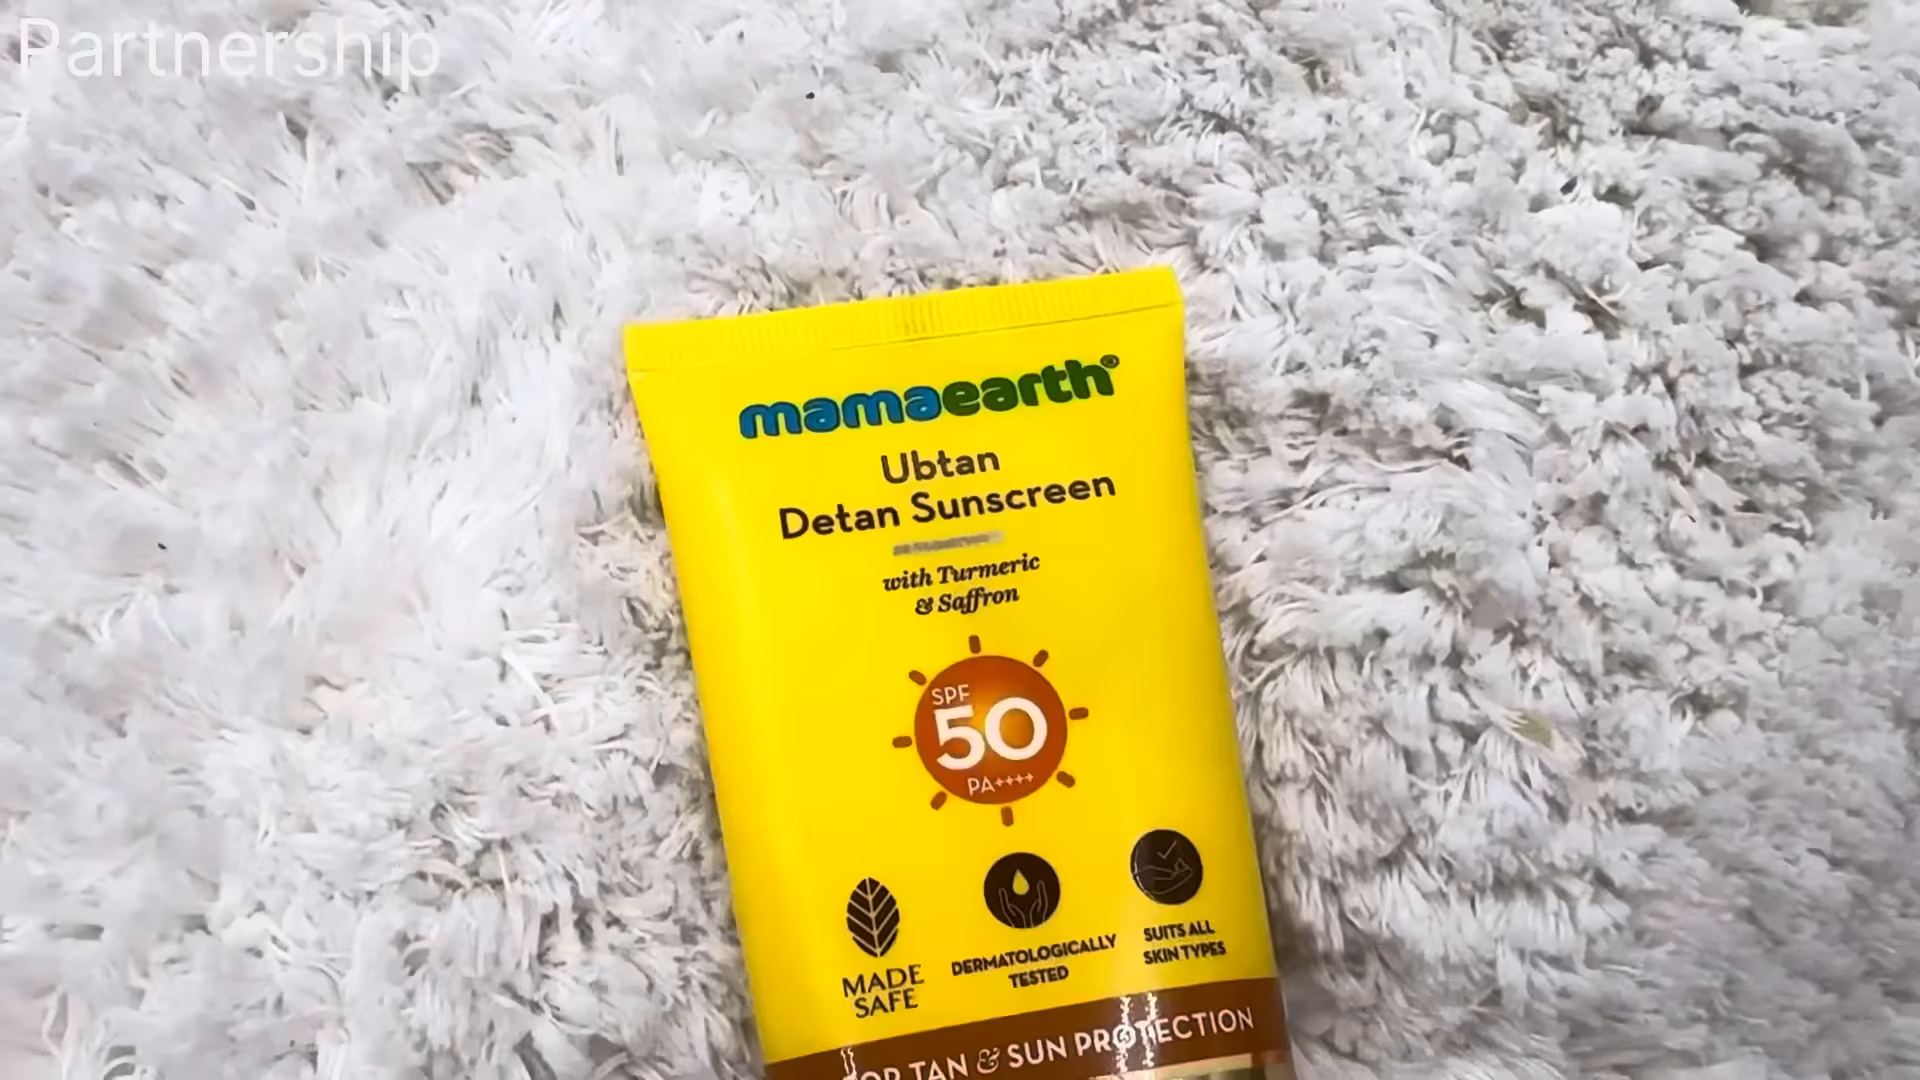 Partnership
mamaearth®
Ubtan
Detan Sunscreen
with Turmeric
& Saffron
SPF
50
PA++++
MADE
SAFE
DERMATOLOGICALLY
TESTED
SUITS ALL
SKIN TYPES
TAN & SUN PROTECTION